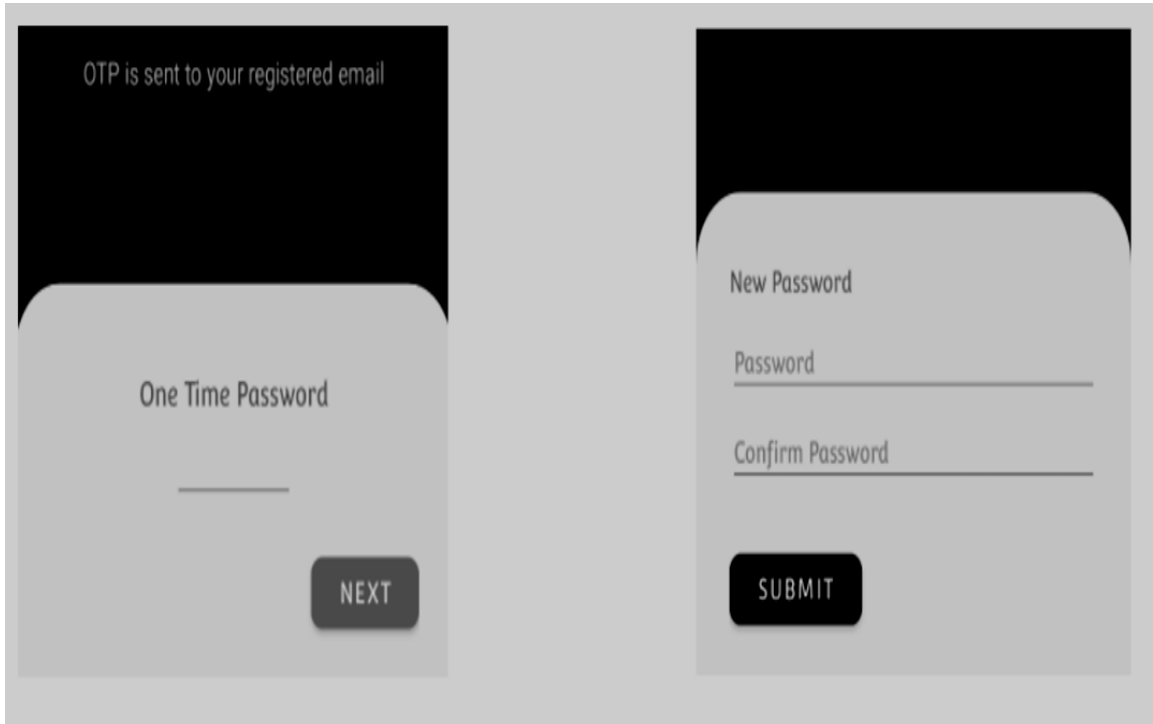 OTP is sent to your registered email
One Time Password
NEXT
New Password
Password
Confirm Password
SUBMIT